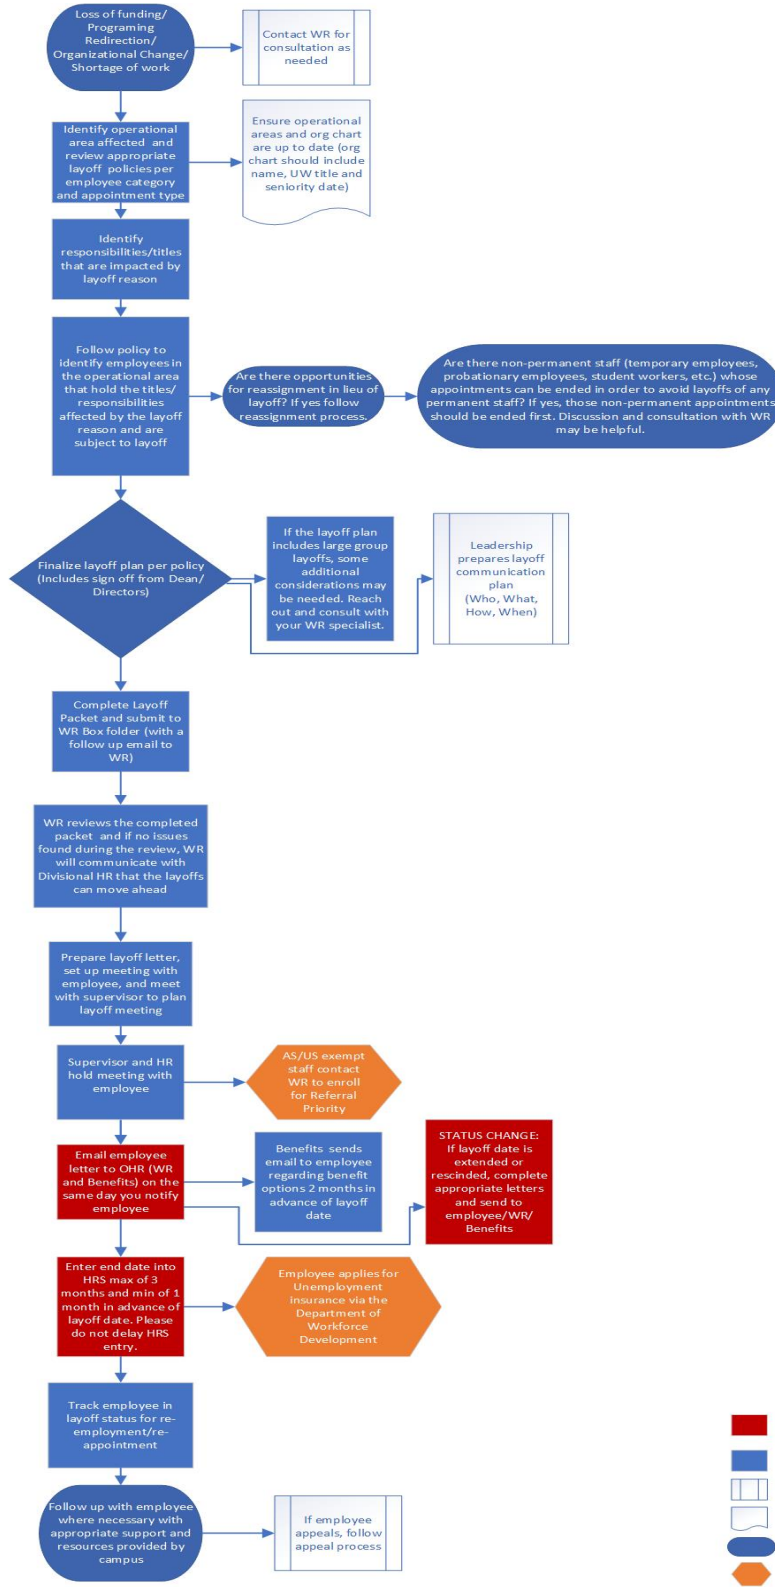 Loss of funding/
Programing
Redirection/
Organizational Change/
Shortage of work
Contact WR for
consultation as
needed
Identify operational
area affected and
review appropriate
layoff policies per
employee category
and appointment type
Ensure operational
areas and org chart
are up to date (org
chart should include
name, UW title and
seniority date)
Identify
responsibilities/titles
that are impacted by
layoff reason
Follow policy to
identify employees in
the operational area
that hold the titles/
responsibilities
affected by the layoff
reason and are
subject to layoff
Are there opportunities
for reassignment in lieu of
layoff? If yes follow
reassignment process.
Are there non-permanent staff (temporary employees,
probationary employees, student workers, etc.) whose
appointments can be ended in order to avoid layoffs of any
permanent staff? If yes, those non-permanent appointments
should be ended first. Discussion and consultation with WR
may be helpful.
Finalize layoff plan per policy
(Includes sign off from Dean/
Directors)
If the layoff plan
includes large group
layoffs, some
additional
considerations may
be needed. Reach
out and consult with
your WR specialist.
Leadership
prepares layoff
communication
plan
(Who, What,
How, When)
Complete Layoff
Packet and submit to
WR Box folder (with a
follow up email to
WR)
WR reviews the completed
packet and if no issues
found during the review, WR
will communicate with
Divisional HR that the layoffs
can move ahead
Prepare layoff letter,
set up meeting with
employee, and meet
with supervisor to plan
layoff meeting
Supervisor and HR
hold meeting with
employee
AS/US exempt
staff contact
WR to enroll
for Referral
Priority
Email employee
letter to OHR (WR
and Benefits) on the
same day you notify
employee
Benefits sends
email to employee
regarding benefit
options 2 months in
advance of layoff
date
STATUS CHANGE:
If layoff date is
extended or
rescinded, complete
appropriate letters
and send to
employee/WR/
Benefits
Enter end date into
HRS max of 3
months and min of 1
month in advance of
layoff date. Please
do not delay HRS
entry.
Employee applies for
Unemployment
insurance via the
Department of
Workforce
Development
Track employee in
layoff status for re-
employment/re-
appointment
Follow up with employee
where necessary with
appropriate support and
resources provided by
campus
If employee
appeals, follow
appeal process